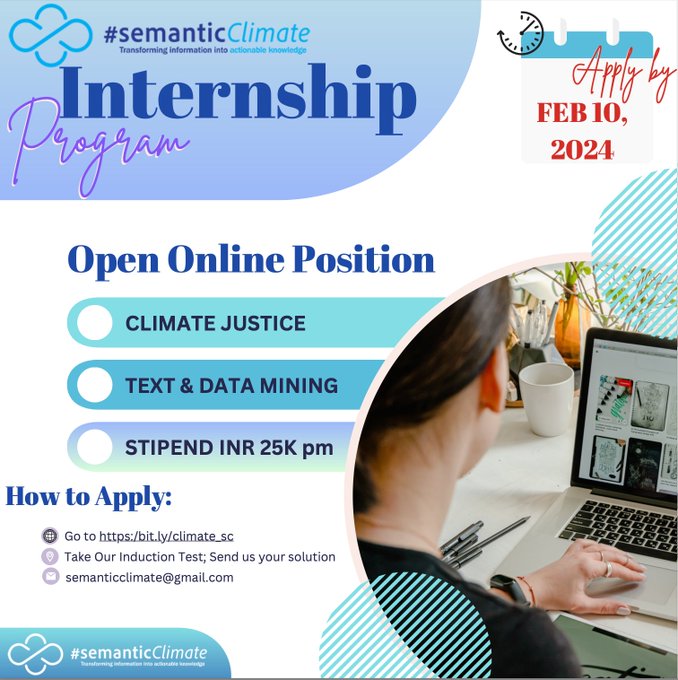 #semanticClimate
Transforming information into actionable knowledge
Internship
Program
Apply by
FEB 10,
2024
Open Online Position
CLIMATE JUSTICE
TEXT & DATA MINING
STIPEND INR 25K pm
How to Apply:
Go to https:/bit.ly/climate_sc
Take Our Induction Test; Send us your solution
semanticclimate@gmail.com
#semanticClimate
Transforming information into actionable knowledge